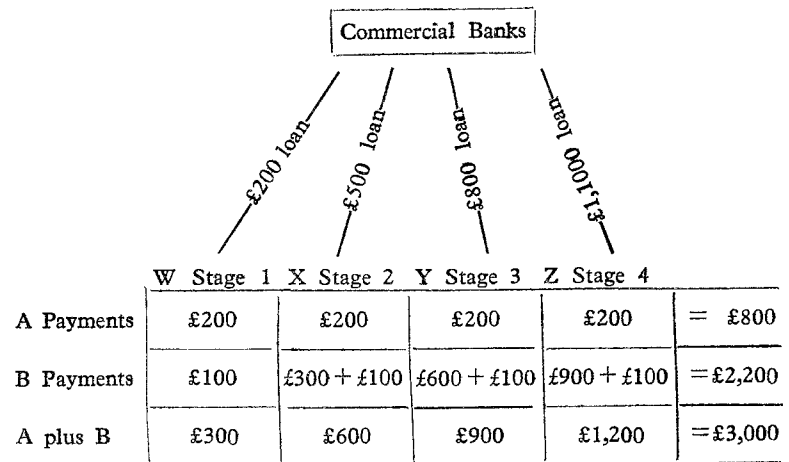 Commercial Banks
£200 loan
£500 loan
£800 loan
£1,1000 loan
W Stage 1 X Stage 2 Y Stage 3 Z Stage 4
A Payments £200 £200 £200 £200 = £800
B Payments £100 £300 + £100 £600 + £100 £900 + £100 = £2,200
A plus B £300 £600 £900 £1,200 = £3,000